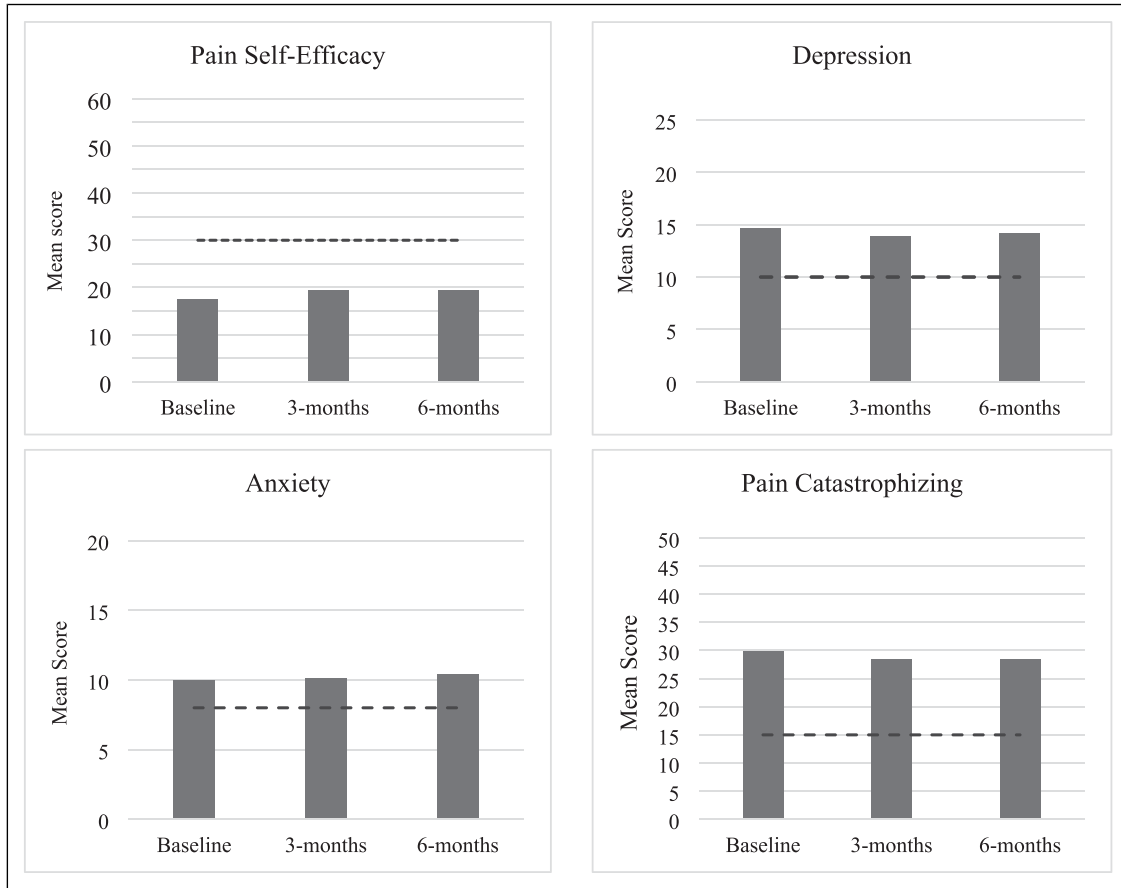 Pain Self-Efficacy
60
50
40
30
20
10
0
Mean score
Baseline 3-months 6-months
Depression
25
20
15
10
5
0
Mean Score
Baseline 3-months 6-months
Anxiety
20
15
10
5
0
Mean Score
Baseline 3-months 6-months
Pain Catastrophizing
50
45
40
35
30
25
20
15
10
5
0
Mean Score
Baseline 3-months 6-months